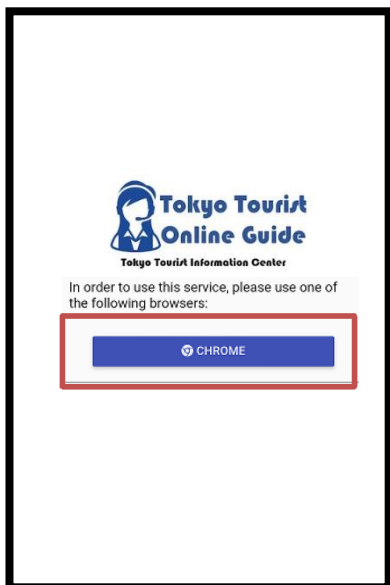 Tokyo Tourist
Online Guide
Tokyo Tourist Information Center
In order to use this service, please use one of
the following browsers:
CHROME